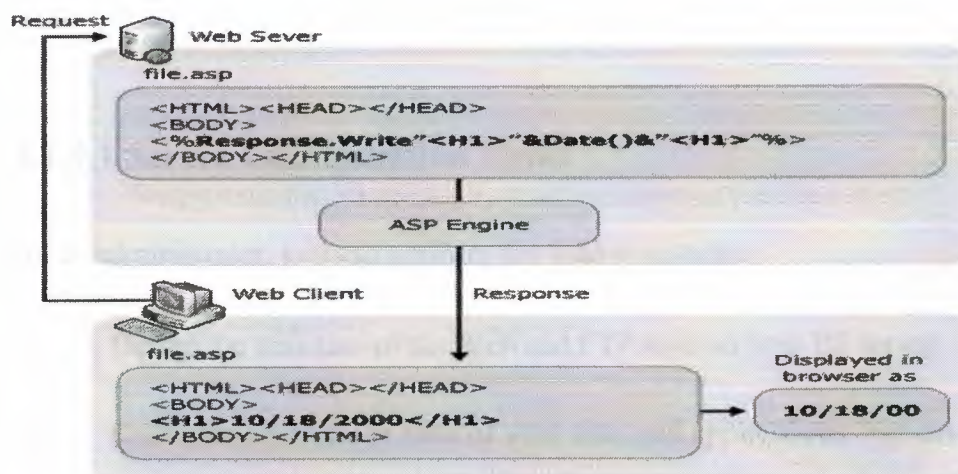 Request
Web Sever
file.asp
<HTML><HEAD></HEAD>
<BODY>
<%Response.Write"<H1>"&Date()&"<H1>"%>
</BODY></HTML>
ASP Engine
Web Client
Response
file.asp
<HTML><HEAD></HEAD>
<BODY>
<H1>10/18/2000</H1>
</BODY></HTML>
Displayed in
browser as
10/18/00